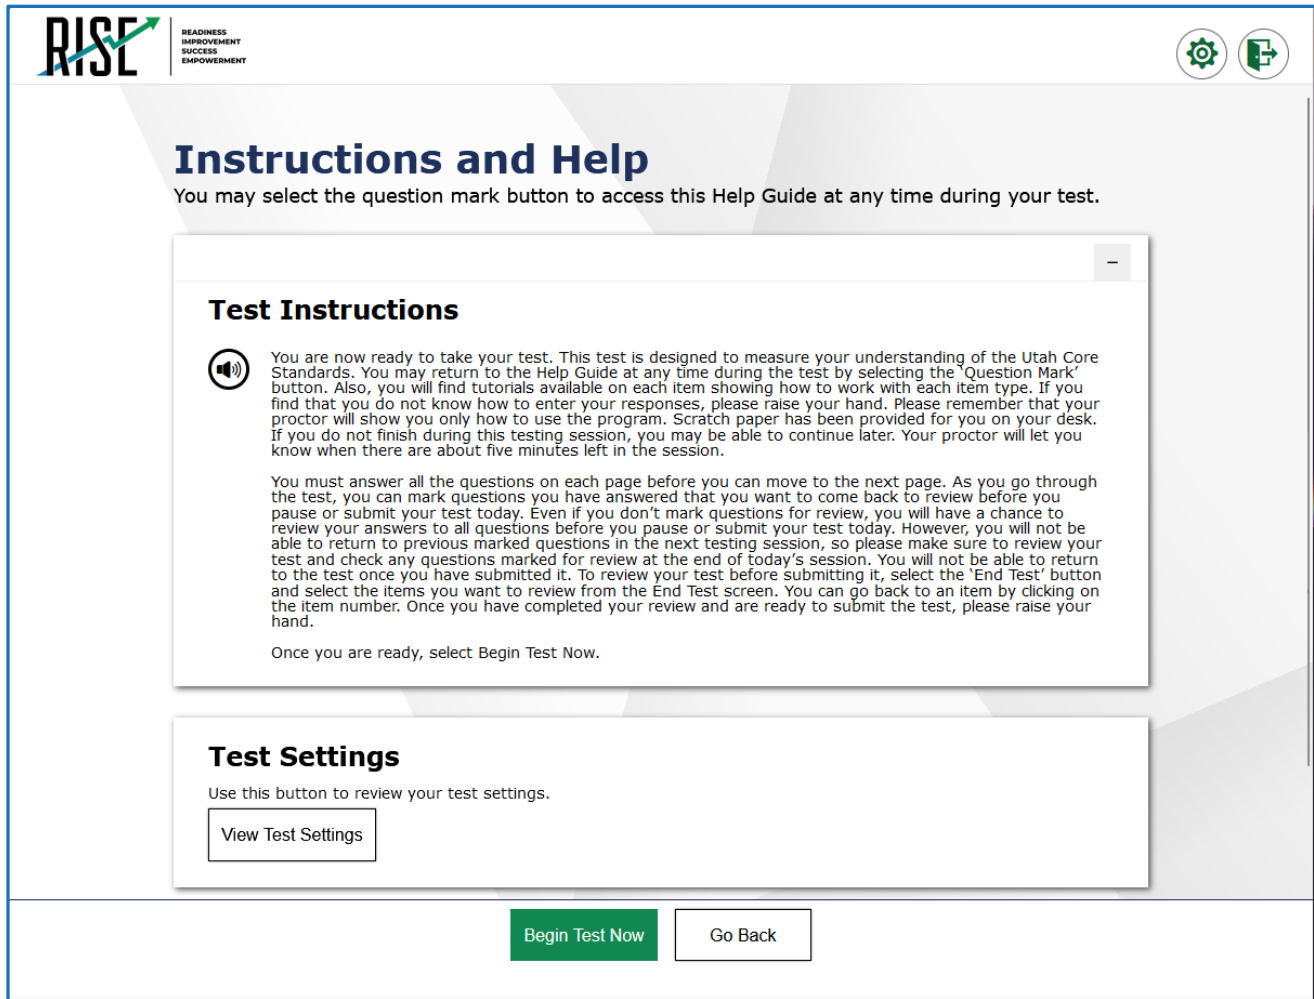 RISE
READINESS
IMPROVEMENT
SUCCESS
EMPOWERMENT
Instructions and Help
You may select the question mark button to access this Help Guide at any time during your test.
–
Test Instructions
You are now ready to take your test. This test is designed to measure your understanding of the Utah Core
Standards. You may return to the Help Guide at any time during the test by selecting the ‘Question Mark’
button. Also, you will find tutorials available on each item showing how to work with each item type. If you
find that you do not know how to enter your responses, please raise your hand. Please remember that your
proctor will show you only how to use the program. Scratch paper has been provided for you on your desk.
If you do not finish during this testing session, you may be able to continue later. Your proctor will let you
know when there are about five minutes left in the session.
You must answer all the questions on each page before you can move to the next page. As you go through
the test, you can mark questions you have answered that you want to come back to review before you
pause or submit your test today. Even if you don’t mark questions for review, you will have a chance to
review your answers to all questions before you pause or submit your test today. However, you will not be
able to return to previous marked questions in the next testing session, so please make sure to review your
test and check any questions marked for review at the end of today’s session. You will not be able to return
to the test once you have submitted it. To review your test before submitting it, select the ‘End Test’ button
and select the items you want to review from the End Test screen. You can go back to an item by clicking on
the item number. Once you have completed your review and are ready to submit the test, please raise your
hand.
Once you are ready, select Begin Test Now.
Test Settings
Use this button to review your test settings.
View Test Settings
Begin Test Now
Go Back